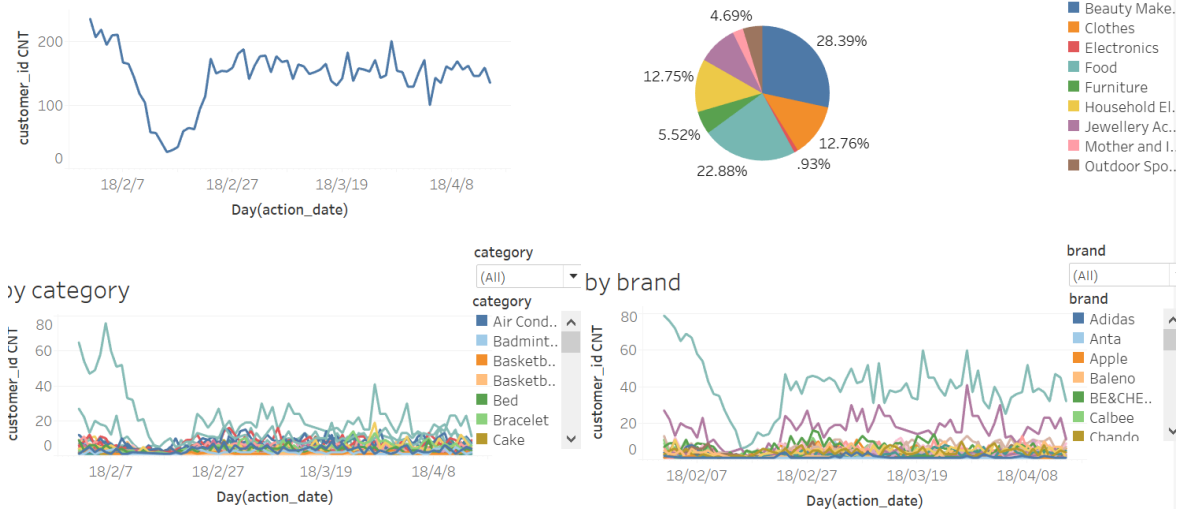 customer_id CNT
200
100
0
18/2/7 18/2/27 18/3/19 18/4/8
Day(action_date)
4.69%
28.39%
12.75%
5.52%
12.76%
.93%
22.88%
Beauty Make..
Clothes
Electronics
Food
Furniture
Household El..
Jewellery Ac..
Mother and I..
Outdoor Spo..
by category
category
(All)
category
Air Cond..
Badmint..
Basketb..
Basketb..
Bed
Bracelet
Cake
customer_id CNT
80
60
40
20
0
18/2/7 18/2/27 18/3/19 18/4/8
Day(action_date)
by brand
brand
(All)
brand
Adidas
Anta
Apple
Baleno
BE&CHE..
Calbee
Chando
customer_id CNT
80
60
40
20
0
18/02/07 18/02/27 18/03/19 18/04/08
Day(action_date)